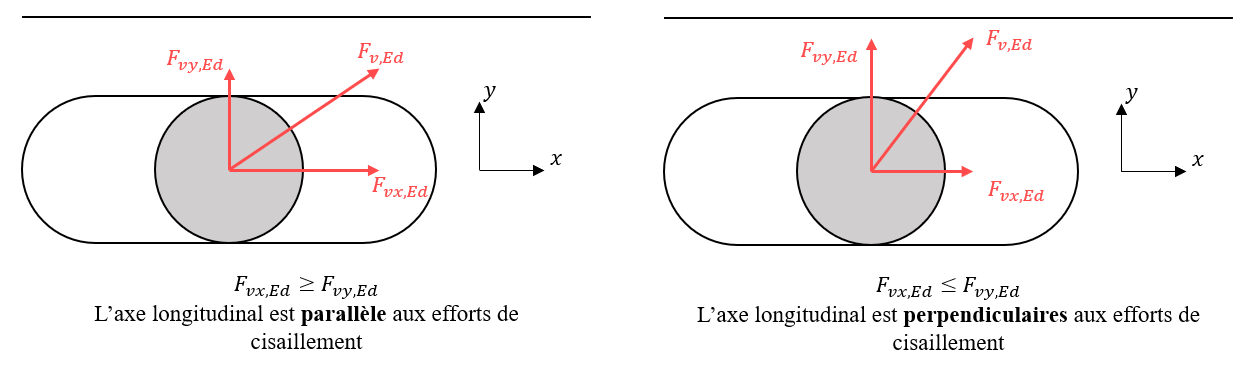 F_{vy,Ed}
F_{v,Ed}
y
x
F_{vx,Ed}
F_{vx,Ed} ≥ F_{vy,Ed}
L’axe longitudinal est parallèle aux efforts de
cisaillement
F_{vy,Ed}
F_{v,Ed}
y
x
F_{vx,Ed}
F_{vx,Ed} ≤ F_{vy,Ed}
L’axe longitudinal est perpendiculaires aux efforts de
cisaillement